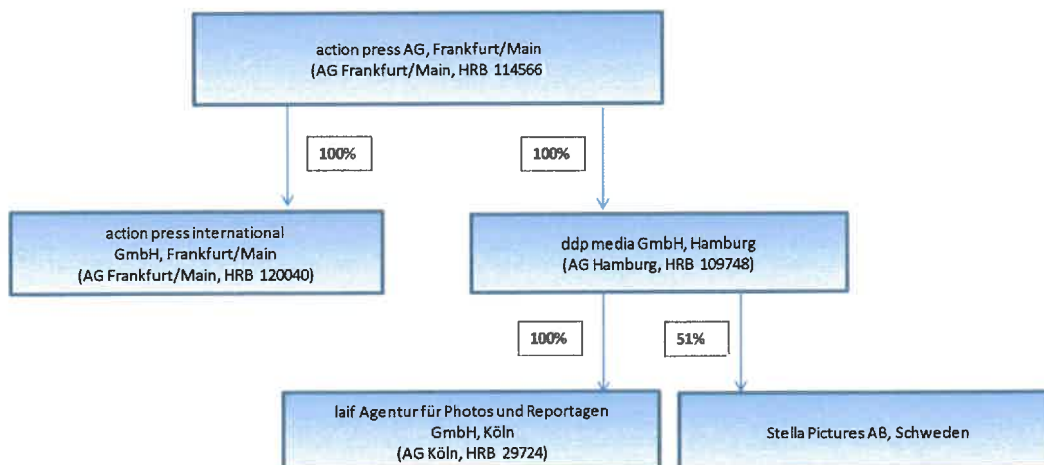 action press AG, Frankfurt/Main
(AG Frankfurt/Main, HRB 114566
100%
100%
action press international
GmbH, Frankfurt/Main
(AG Frankfurt/Main, HRB 120040)
ddp media GmbH, Hamburg
(AG Hamburg, HRB 109748)
100%
51%
laif Agentur für Photos und Reportagen
GmbH, Köln
(AG Köln, HRB 29724)
Stella Pictures AB, Schweden